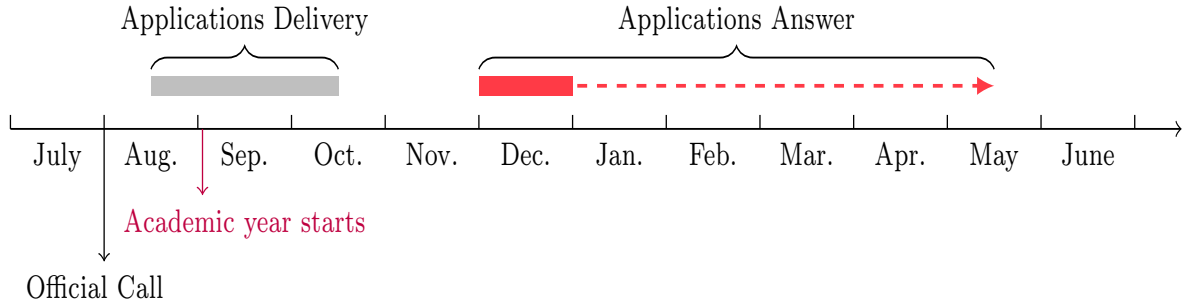 Applications Delivery
Applications Answer
July
Aug.
Sep.
Oct.
Nov.
Dec.
Jan.
Feb.
Mar.
Apr.
May
June
Academic year starts
Official Call